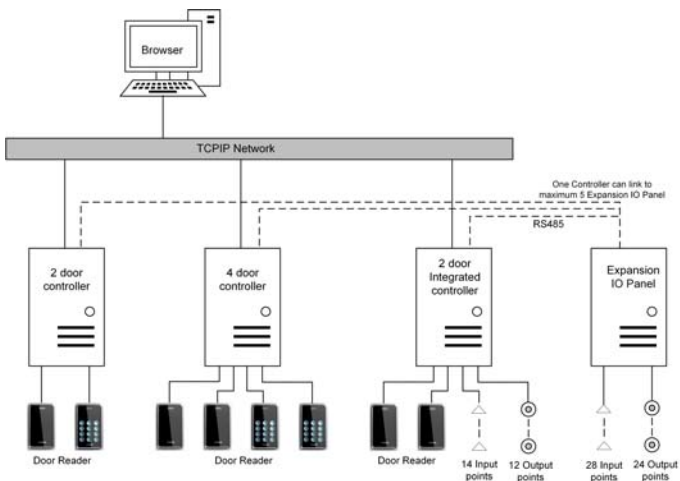 Browser
TCPIP Network
One Controller can link to
maximum 5 Expansion IO Panel
RS485
2 door
controller
4 door
controller
2 door
Integrated
controller
Expansion
IO Panel
Door Reader
Door Reader
Door Reader
14 Input
points
12 Output
points
28 Input
points
24 Output
points